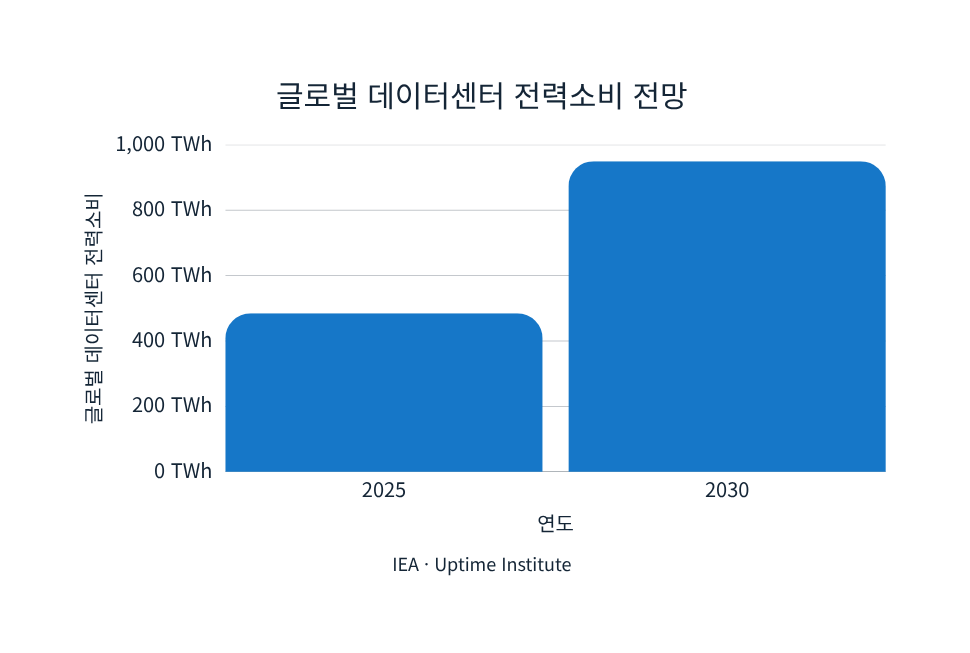 글로벌 데이터센터 전력소비 전망
글로벌 데이터센터 전력소비
1,000 TWh
800 TWh
600 TWh
400 TWh
200 TWh
0 TWh
2025 2030
연도
IEA · Uptime Institute